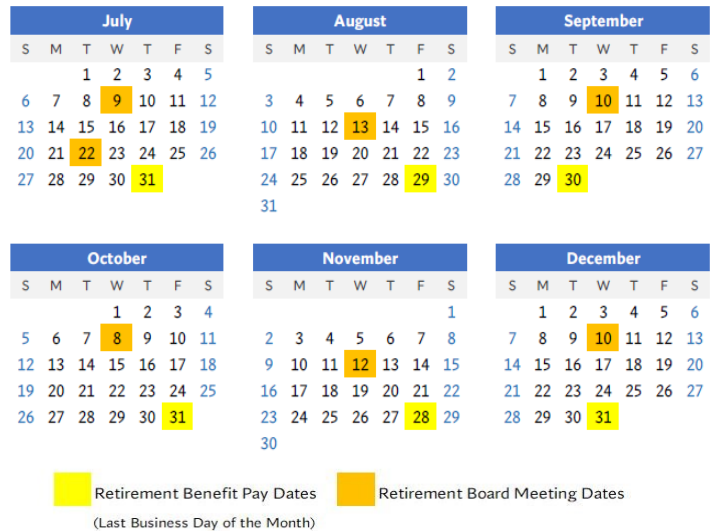 July
S M T W T F S
1 2 3 4 5
6 7 8 9 10 11 12
13 14 15 16 17 18 19
20 21 22 23 24 25 26
27 28 29 30 31
August
S M T W T F S
1 2
3 4 5 6 7 8 9
10 11 12 13 14 15 16
17 18 19 20 21 22 23
24 25 26 27 28 29 30
31
September
S M T W T F S
1 2 3 4 5 6
7 8 9 10 11 12 13
14 15 16 17 18 19 20
21 22 23 24 25 26 27
28 29 30
October
S M T W T F S
1 2 3 4
5 6 7 8 9 10 11
12 13 14 15 16 17 18
19 20 21 22 23 24 25
26 27 28 29 30 31
November
S M T W T F S
1
2 3 4 5 6 7 8
9 10 11 12 13 14 15
16 17 18 19 20 21 22
23 24 25 26 27 28 29
30
December
S M T W T F S
1 2 3 4 5 6
7 8 9 10 11 12 13
14 15 16 17 18 19 20
21 22 23 24 25 26 27
28 29 30 31
Retirement Benefit Pay Dates
(Last Business Day of the Month)
Retirement Board Meeting Dates